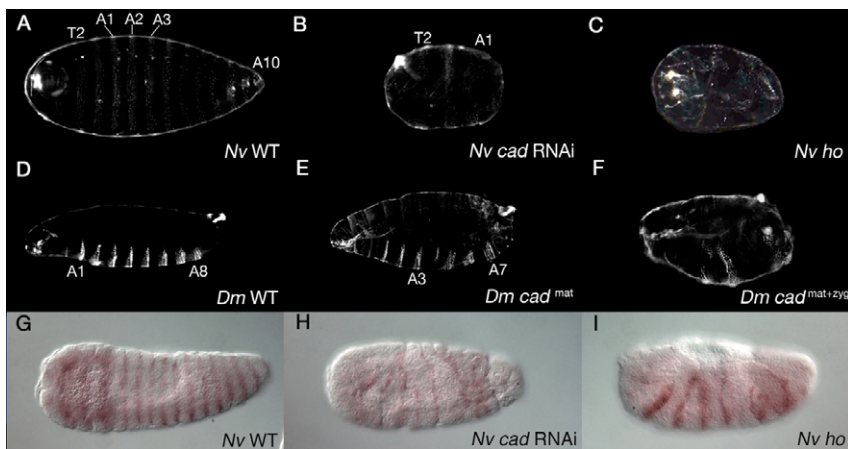 A
T2 A1 A2 A3
A10
Nv WT
B
T2 A1
Nv cad RNAi
C
Nv ho
D
A1 A8
Dm WT
E
A3 A7
Dm cad mat
F
Dm cad mat+zyg
G
Nv WT
H
Nv cad RNAi
I
Nv ho